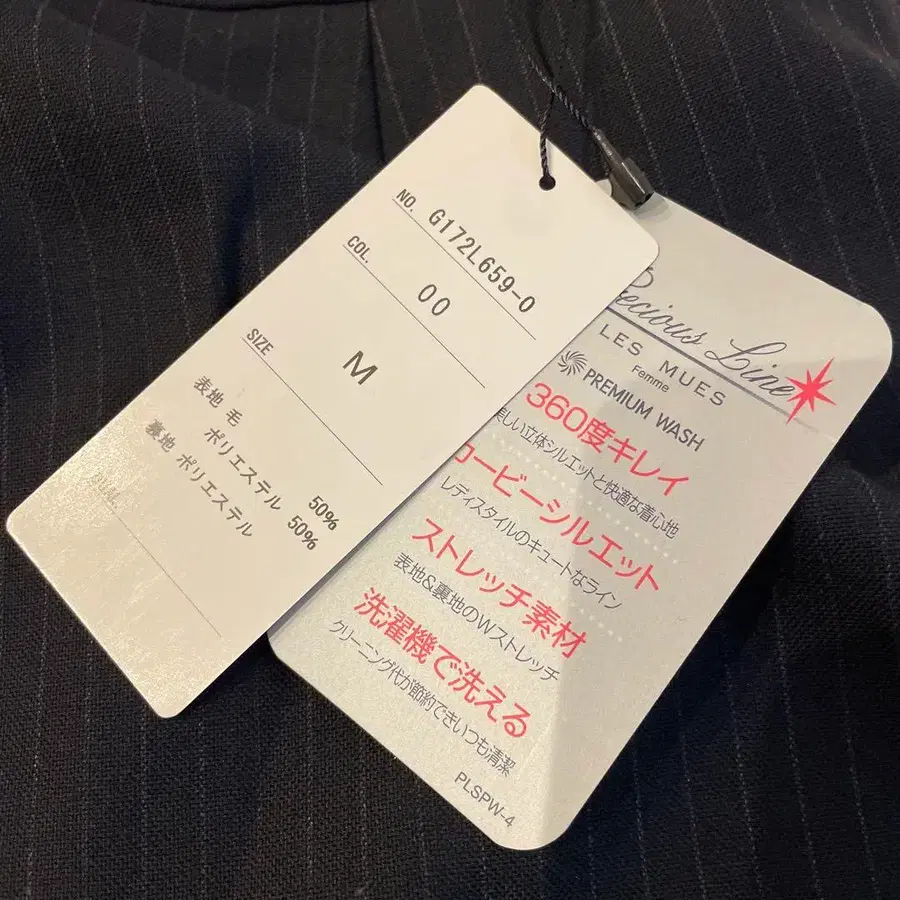 NO. G172L659-0
COL. 00
SIZE M
表地 毛 50%
ポリエステル 50%
裏地 ポリエステル
Precious Line
LES MUES
Femme
PREMIUM WASH
360度キレイ
美しい立体シルエットと快適な着心地
コービーシルエット
レディスタイルのキュートなライン
ストレッチ素材
表地&裏地のWストレッチ
洗濯機で洗える
クリーニング代が節約できいつも清潔
PLSPW-4